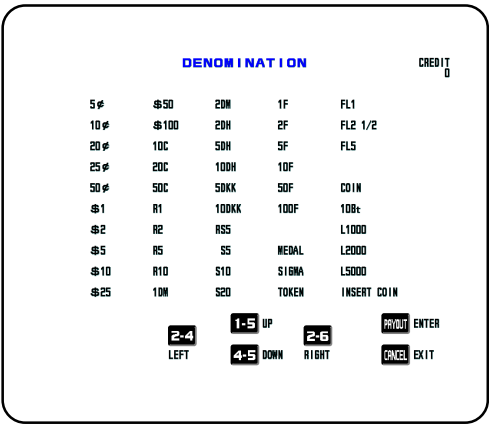 DENOMINATION
CREDIT
0
5¢ $50 2DM 1F FL1
10¢ $100 2DH 2F FL2 1/2
20¢ 10C 5DH 5F FL5
25¢ 20C 10DH 10F
50¢ 50C 5DKK 50F COIN
$1 R1 10DKK 100F 10Bt
$2 R2 RS5 L1000
$5 R5 S5 MEDAL L2000
$10 R10 S10 SIGMA L5000
$25 1DM S20 TOKEN INSERT COIN
1-5 UP PAYOUT ENTER
2-4 2-6
LEFT 4-5 DOWN RIGHT CANCEL EXIT